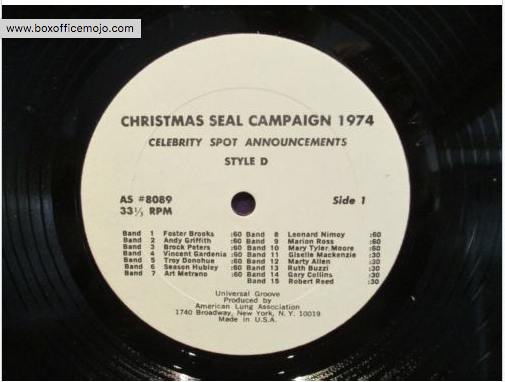 www.boxofficemojo.com
CHRISTMAS SEAL CAMPAIGN 1974
CELEBRITY SPOT ANNOUNCEMENTS
STYLE D
AS #8089 Side 1
33⅓ RPM
Band 1 Foster Brooks :60 Band 8 Leonard Nimoy :60
Band 2 Andy Griffith :60 Band 9 Marion Ross :60
Band 3 Brock Peters :60 Band 10 Mary Tyler Moore :60
Band 4 Vincent Gardenia :60 Band 11 Giselle Mackenzie :30
Band 5 Troy Donohue :60 Band 12 Marty Allen :30
Band 6 Season Hubley :60 Band 13 Ruth Buzzi :30
Band 7 Art Metrano :60 Band 14 Gary Collins :30
Band 15 Robert Reed :30
Universal Groove
Produced by
American Lung Association
1740 Broadway, New York, N. Y. 10019
Made in U.S.A.